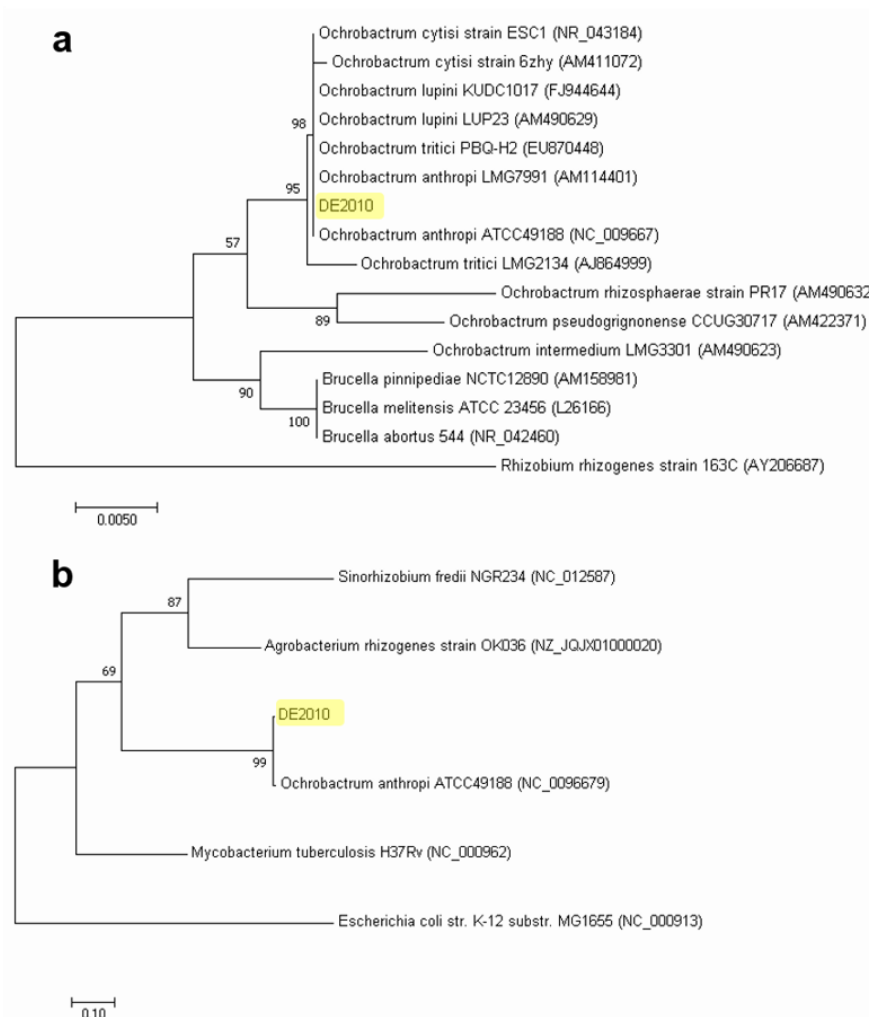 a
Ochrobactrum cytisi strain ESC1 (NR_043184)
Ochrobactrum cytisi strain 6zhy (AM411072)
Ochrobactrum lupini KUDC1017 (FJ944644)
98
Ochrobactrum lupini LUP23 (AM490629)
Ochrobactrum tritici PBQ-H2 (EU870448)
Ochrobactrum anthropi LMG7991 (AM114401)
95
DE2010
Ochrobactrum anthropi ATCC49188 (NC_009667)
57
Ochrobactrum tritici LMG2134 (AJ864999)
Ochrobactrum rhizosphaerae strain PR17 (AM490632
89
Ochrobactrum pseudogrignonense CCUG30717 (AM422371)
Ochrobactrum intermedium LMG3301 (AM490623)
Brucella pinnipediae NCTC12890 (AM158981)
90
Brucella melitensis ATCC 23456 (L26166)
100
Brucella abortus 544 (NR_042460)
Rhizobium rhizogenes strain 163C (AY206687)
0.0050
b
Sinorhizobium fredii NGR234 (NC_012587)
87
Agrobacterium rhizogenes strain OK036 (NZ_JQJX01000020)
69
DE2010
99
Ochrobactrum anthropi ATCC49188 (NC_0096679)
Mycobacterium tuberculosis H37Rv (NC_000962)
Escherichia coli str. K-12 substr. MG1655 (NC_000913)
0.10